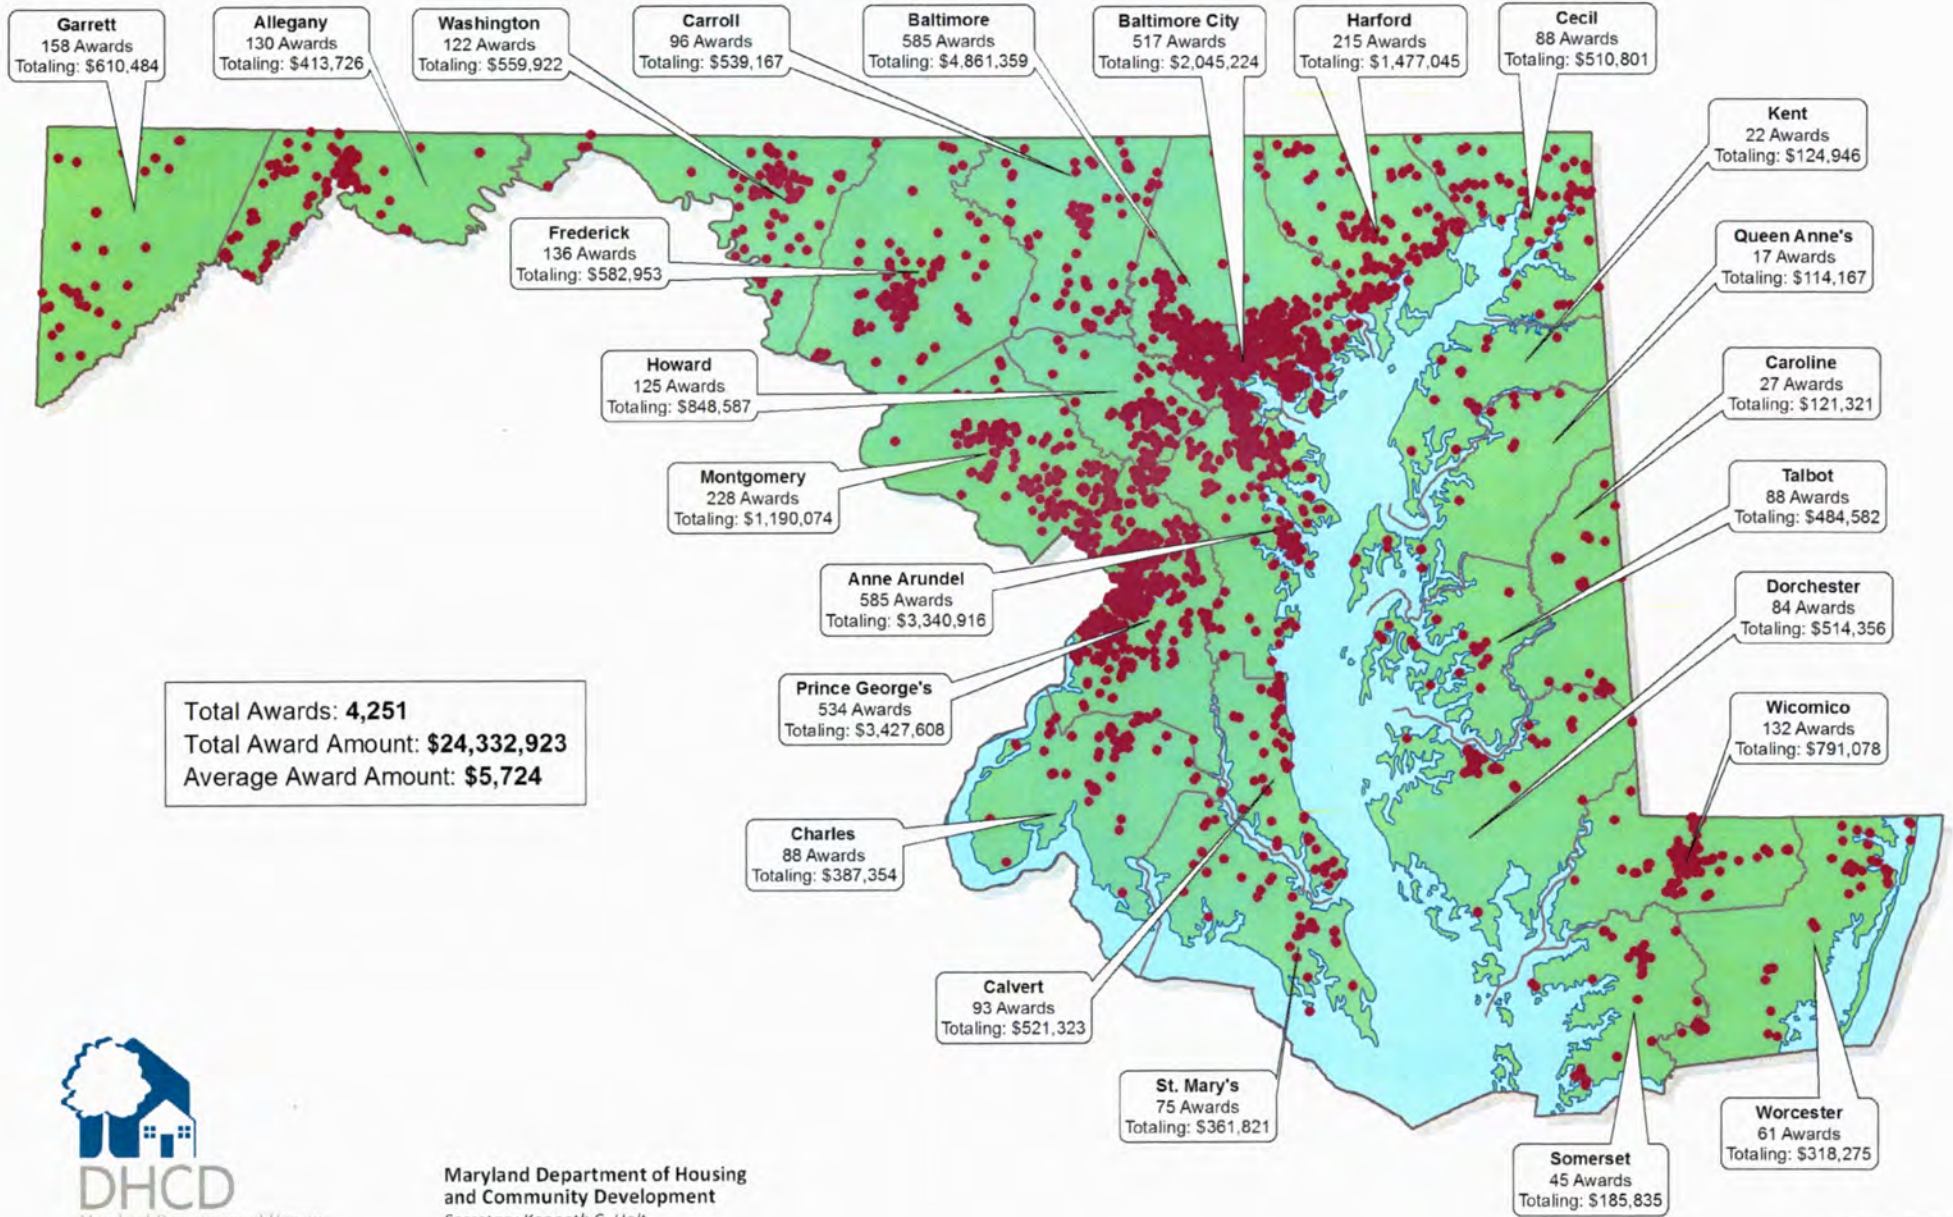 Garrett
158 Awards
Totaling: $610,484
Allegany
130 Awards
Totaling: $413,726
Washington
122 Awards
Totaling: $559,922
Carroll
96 Awards
Totaling: $539,167
Baltimore
585 Awards
Totaling: $4,861,359
Baltimore City
517 Awards
Totaling: $2,045,224
Harford
215 Awards
Totaling: $1,477,045
Cecil
88 Awards
Totaling: $510,801
Kent
22 Awards
Totaling: $124,946
Frederick
136 Awards
Totaling: $582,953
Queen Anne's
17 Awards
Totaling: $114,167
Howard
125 Awards
Totaling: $848,587
Caroline
27 Awards
Totaling: $121,321
Montgomery
228 Awards
Totaling: $1,190,074
Talbot
88 Awards
Totaling: $484,582
Anne Arundel
585 Awards
Totaling: $3,340,916
Dorchester
84 Awards
Totaling: $514,356
Prince George's
534 Awards
Totaling: $3,427,608
Wicomico
132 Awards
Totaling: $791,078
Total Awards: 4,251
Total Award Amount: $24,332,923
Average Award Amount: $5,724
Charles
88 Awards
Totaling: $387,354
Calvert
93 Awards
Totaling: $521,323
St. Mary's
75 Awards
Totaling: $361,821
Worcester
61 Awards
Totaling: $318,275
Somerset
45 Awards
Totaling: $185,835
DHCD
Maryland Department of Housing
and Community Development